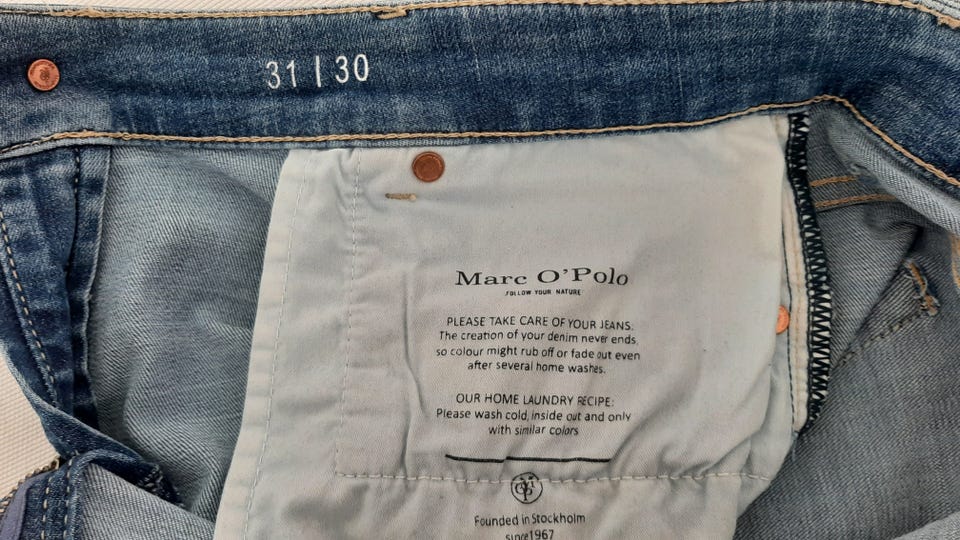 31 | 30
Marc O'Polo
FOLLOW YOUR NATURE
PLEASE TAKE CARE OF YOUR JEANS:
The creation of your denim never ends,
so colour might rub off or fade out even
after several home washes.
OUR HOME LAUNDRY RECIPE:
Please wash cold, inside out and only
with similar colors
Founded in Stockholm
since 1967